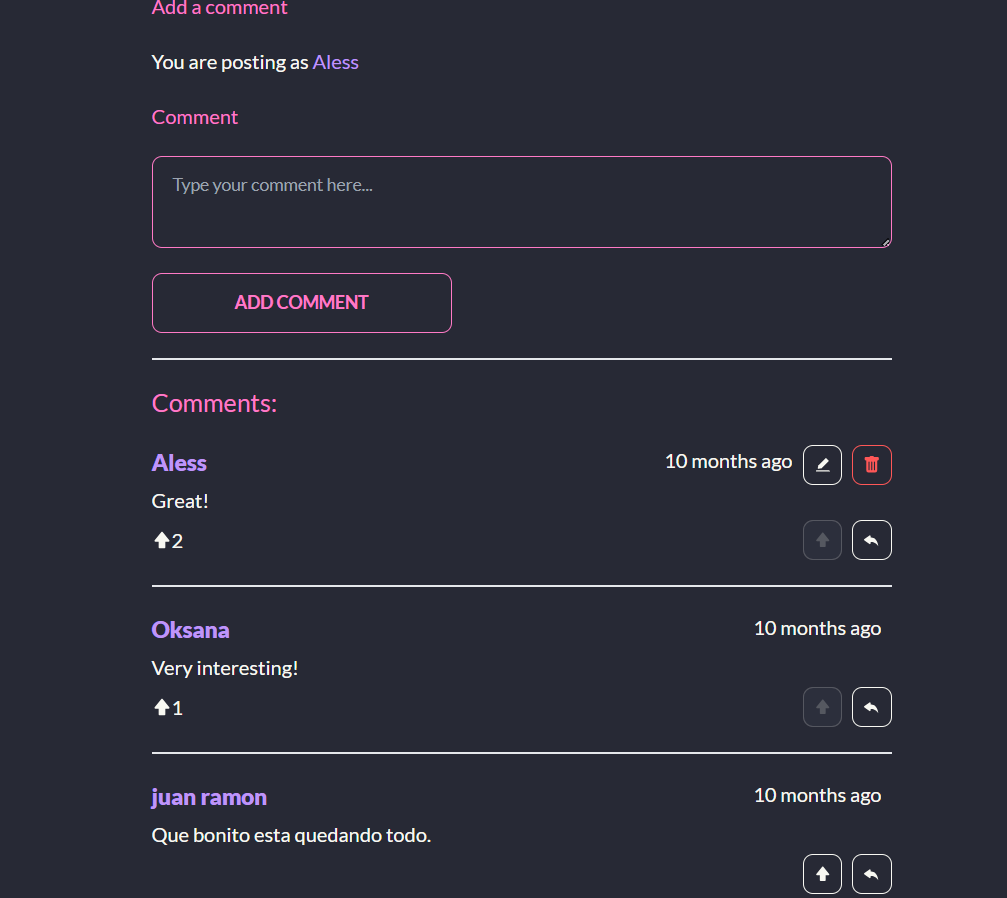 Add a comment
You are posting as Aless
Comment
Type your comment here...
ADD COMMENT
Comments:
Aless 10 months ago
Great!
2
Oksana 10 months ago
Very interesting!
1
juan ramon 10 months ago
Que bonito esta quedando todo.